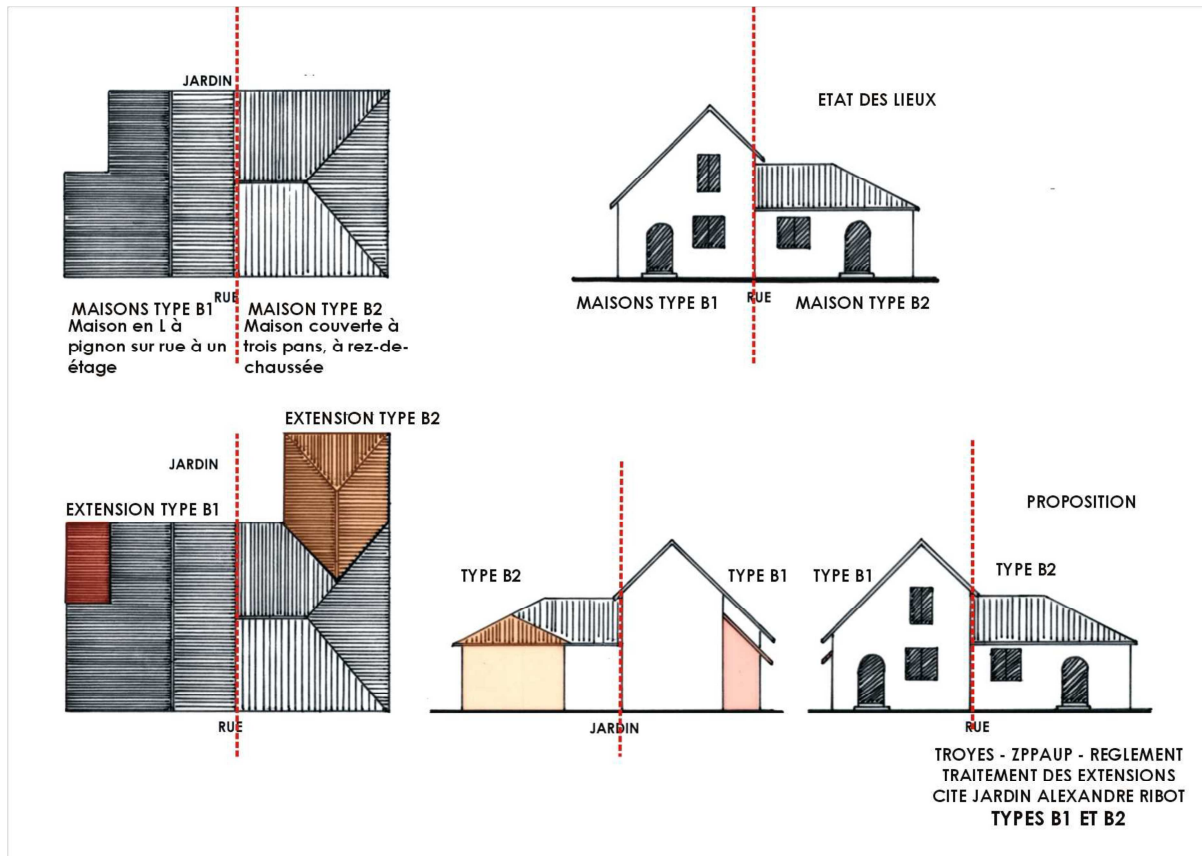 JARDIN
ETAT DES LIEUX
RUE
MAISONS TYPE B1
Maison en L à
pignon sur rue à un
étage
MAISON TYPE B2
Maison couverte à
trois pans, à rez-de-
chaussée
MAISONS TYPE B1
RUE
MAISON TYPE B2
EXTENSION TYPE B2
JARDIN
EXTENSION TYPE B1
RUE
PROPOSITION
TYPE B2
TYPE B1
JARDIN
TYPE B1
TYPE B2
RUE
TROYES - ZPPAUP - REGLEMENT
TRAITEMENT DES EXTENSIONS
CITE JARDIN ALEXANDRE RIBOT
TYPES B1 ET B2